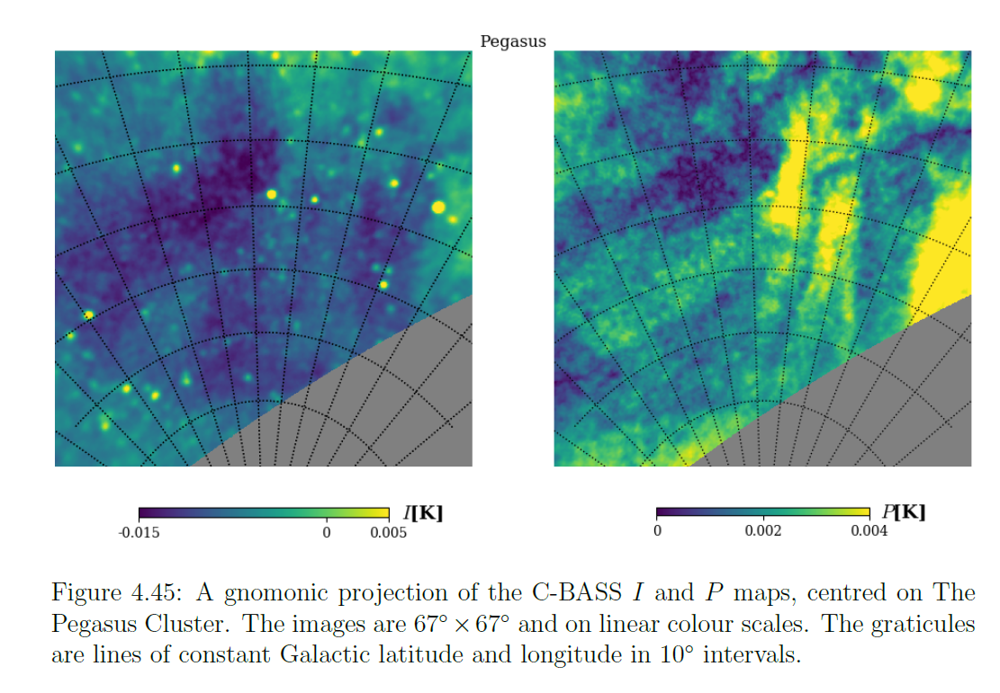 Pegasus
I[K]
-0.015 0 0.005
P[K]
0 0.002 0.004
Figure 4.45: A gnomonic projection of the C-BASS I and P maps, centred on The
Pegasus Cluster. The images are 67° × 67° and on linear colour scales. The graticules
are lines of constant Galactic latitude and longitude in 10° intervals.